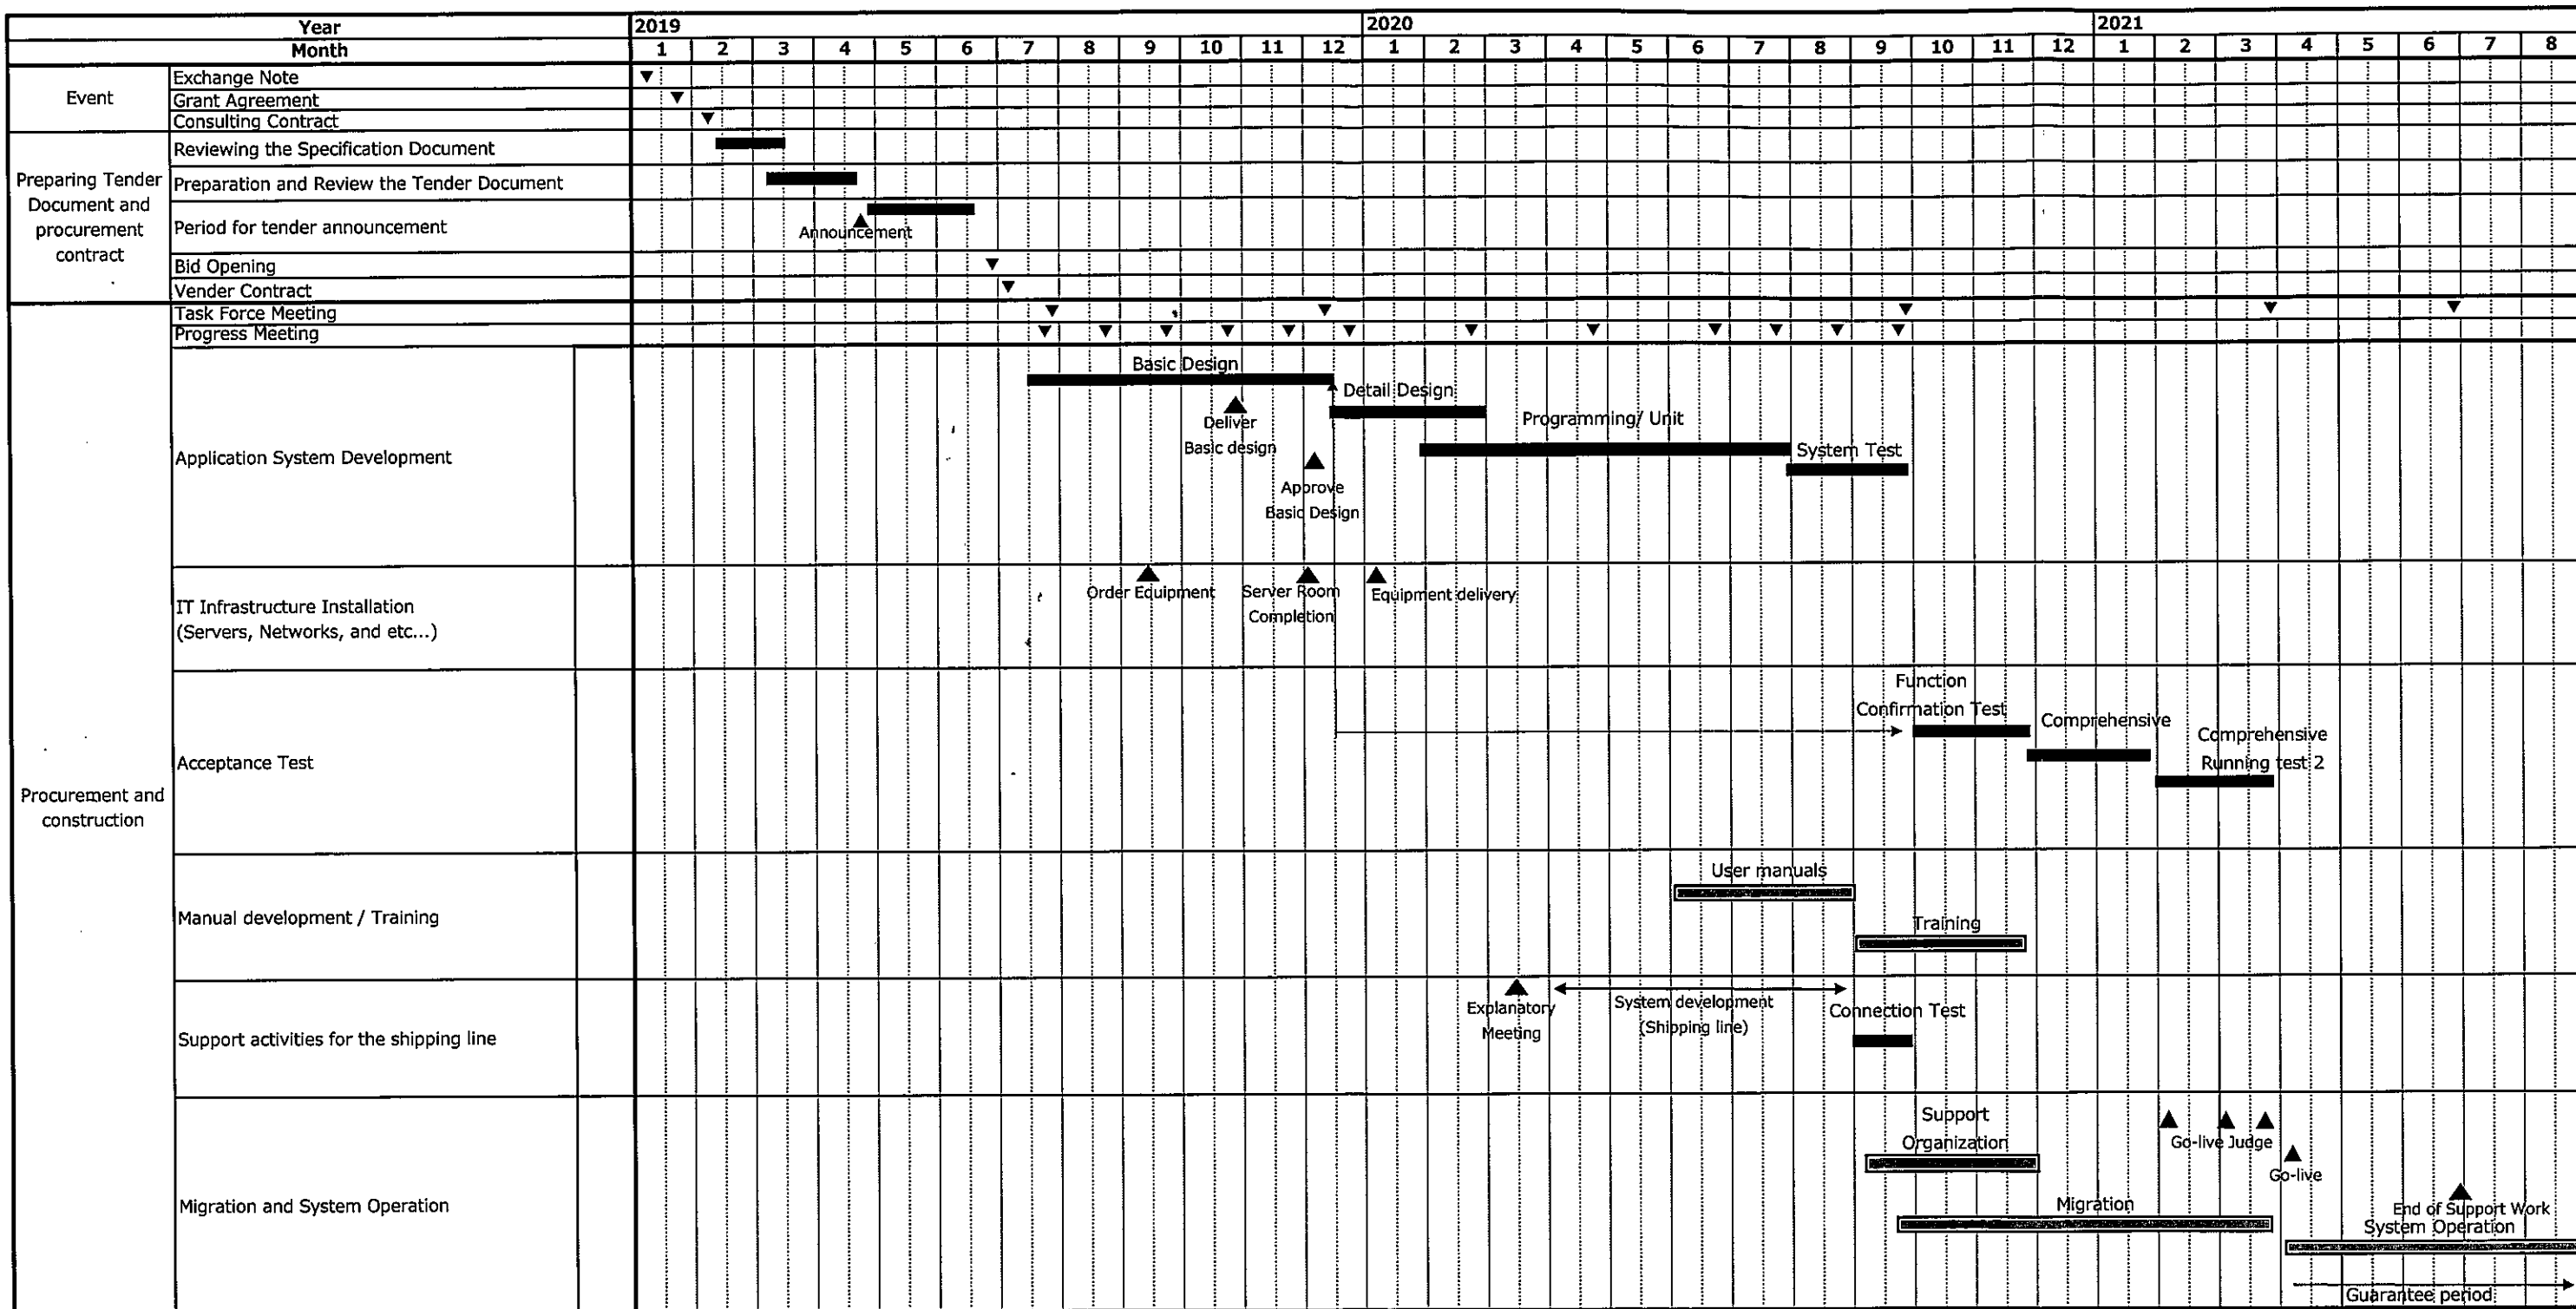 Year
2019
2020
2021
Month
1 2 3 4 5 6 7 8 9 10 11 12 1 2 3 4 5 6 7 8 9 10 11 12 1 2 3 4 5 6 7 8
Event
Exchange Note
Grant Agreement
Consulting Contract
Preparing Tender
Document and
procurement
contract
Reviewing the Specification Document
Preparation and Review the Tender Document
Period for tender announcement
Announcement
Bid Opening
Vender Contract
Procurement and
construction
Task Force Meeting
Progress Meeting
Application System Development
Basic Design
Deliver
Basic design
Approve
Basic Design
Detail Design
Programming/ Unit
System Test
IT Infrastructure Installation
(Servers, Networks, and etc...)
Order Equipment
Server Room
Completion
Equipment delivery
Acceptance Test
Function
Confirmation Test
Comprehensive
Comprehensive
Running test 2
Manual development / Training
User manuals
Training
Support activities for the shipping line
Explanatory
Meeting
System development
(Shipping line)
Connection Test
Migration and System Operation
Support
Organization
Go-live Judge
Go-live
Migration
End of Support Work
System Operation
Guarantee period